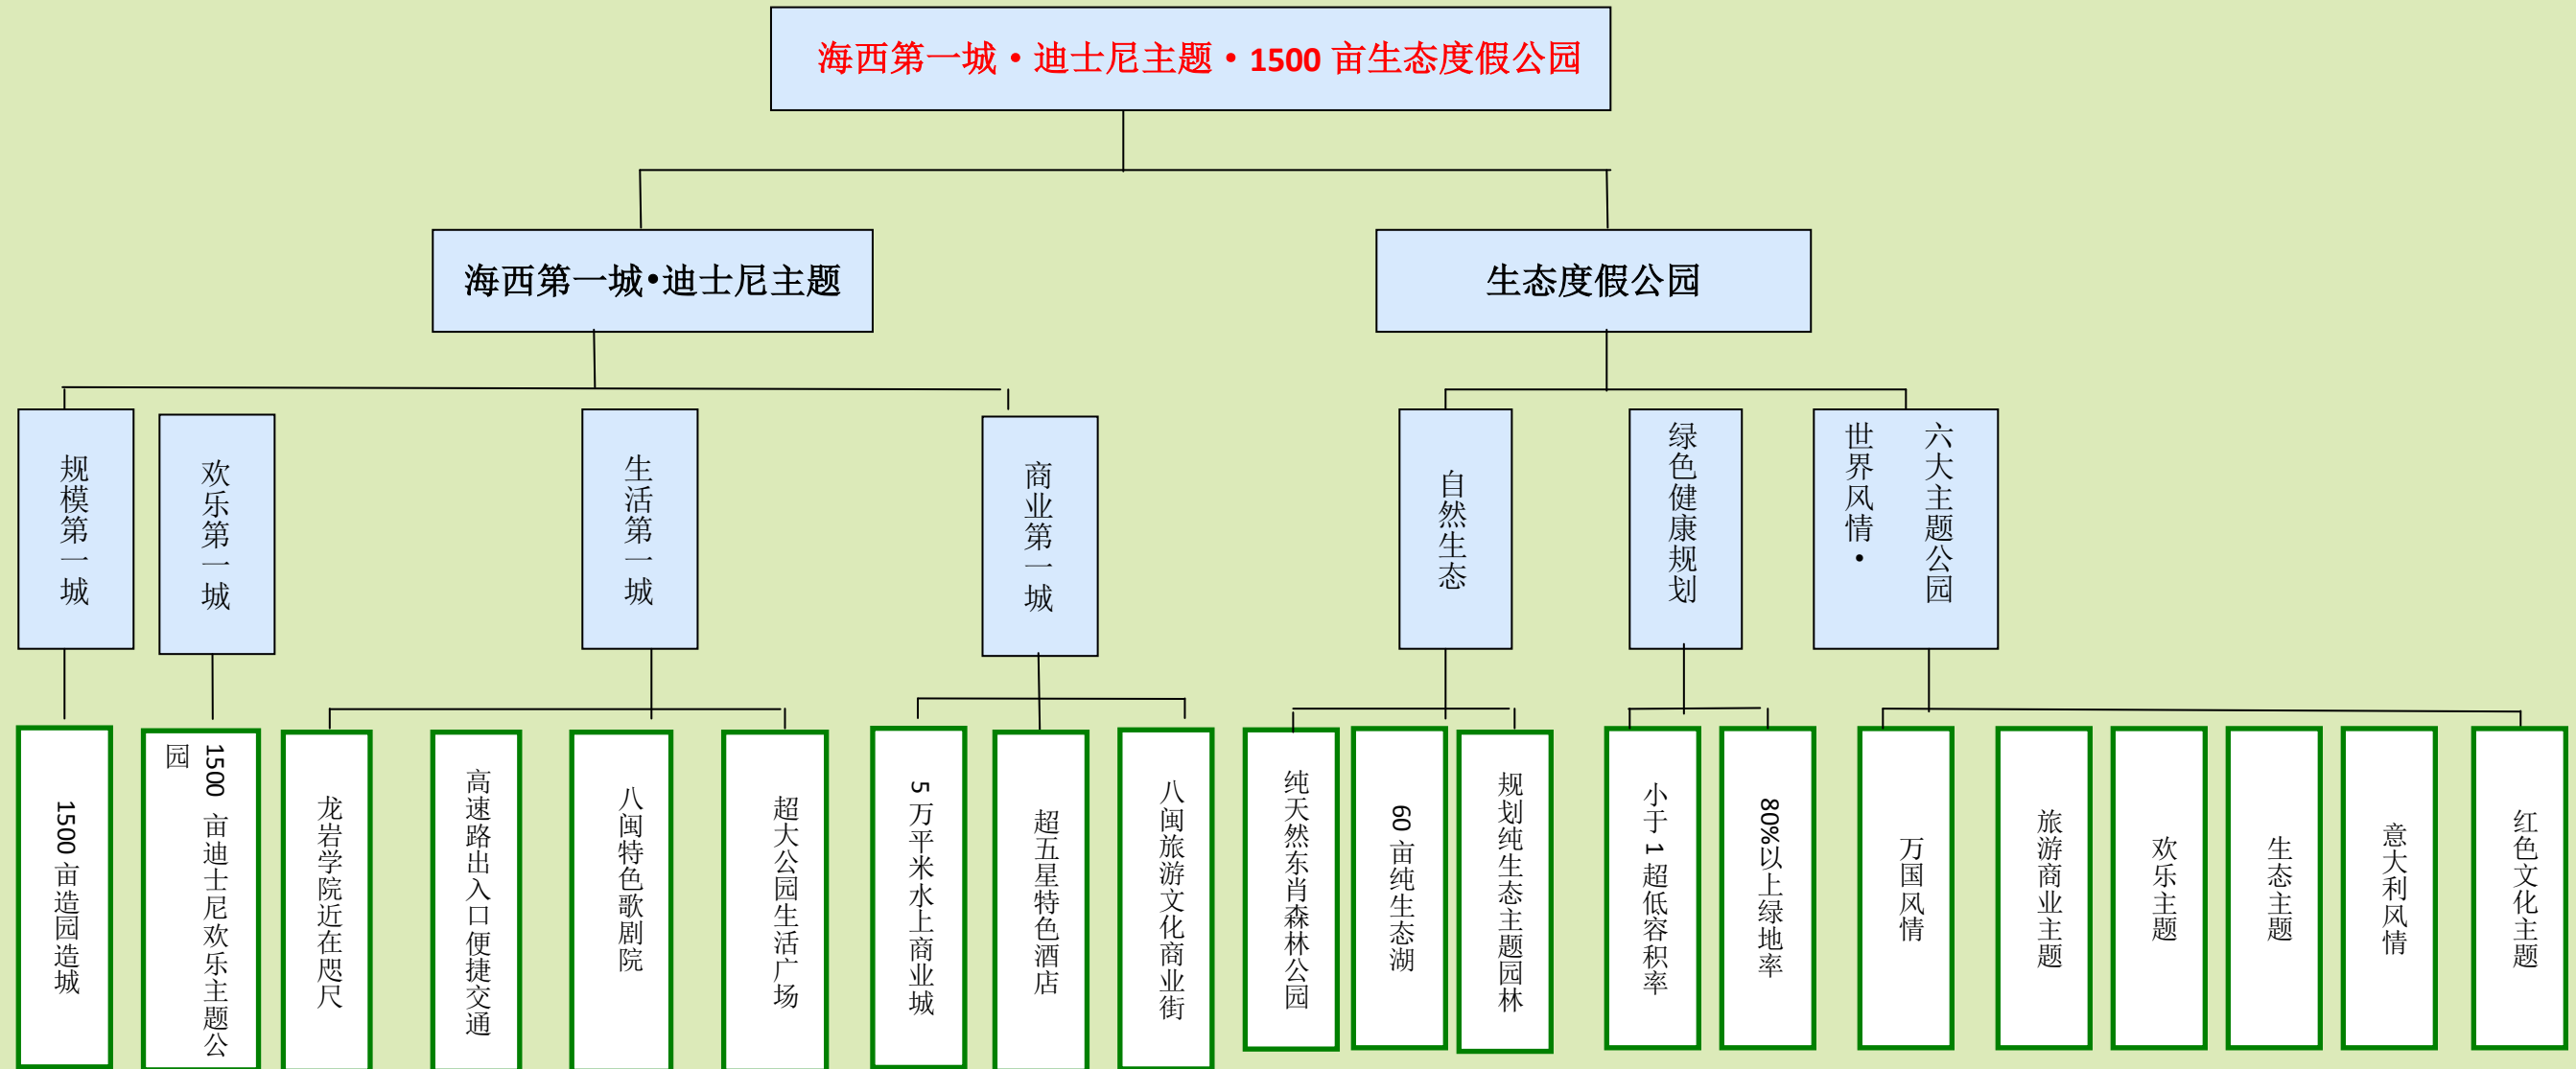 海西第一城·迪士尼主题·1500 亩生态度假公园
海西第一城·迪士尼主题
生态度假公园
规模第一城
欢乐第一城
生活第一城
商业第一城
自然生态
绿色健康规划
世界风情·
六大主题公园
1500 亩造园造城
1500 亩迪士尼欢乐主题公
园
龙岩学院近在咫尺
高速路出入口便捷交通
八闽特色歌剧院
超大公园生活广场
5 万平米水上商业城
超五星特色酒店
八闽旅游文化商业街
纯天然东肖森林公园
60 亩纯生态湖
规划纯生态主题园林
小于 1 超低容积率
80%以上绿地率
万国风情
旅游商业主题
欢乐主题
生态主题
意大利风情
红色文化主题